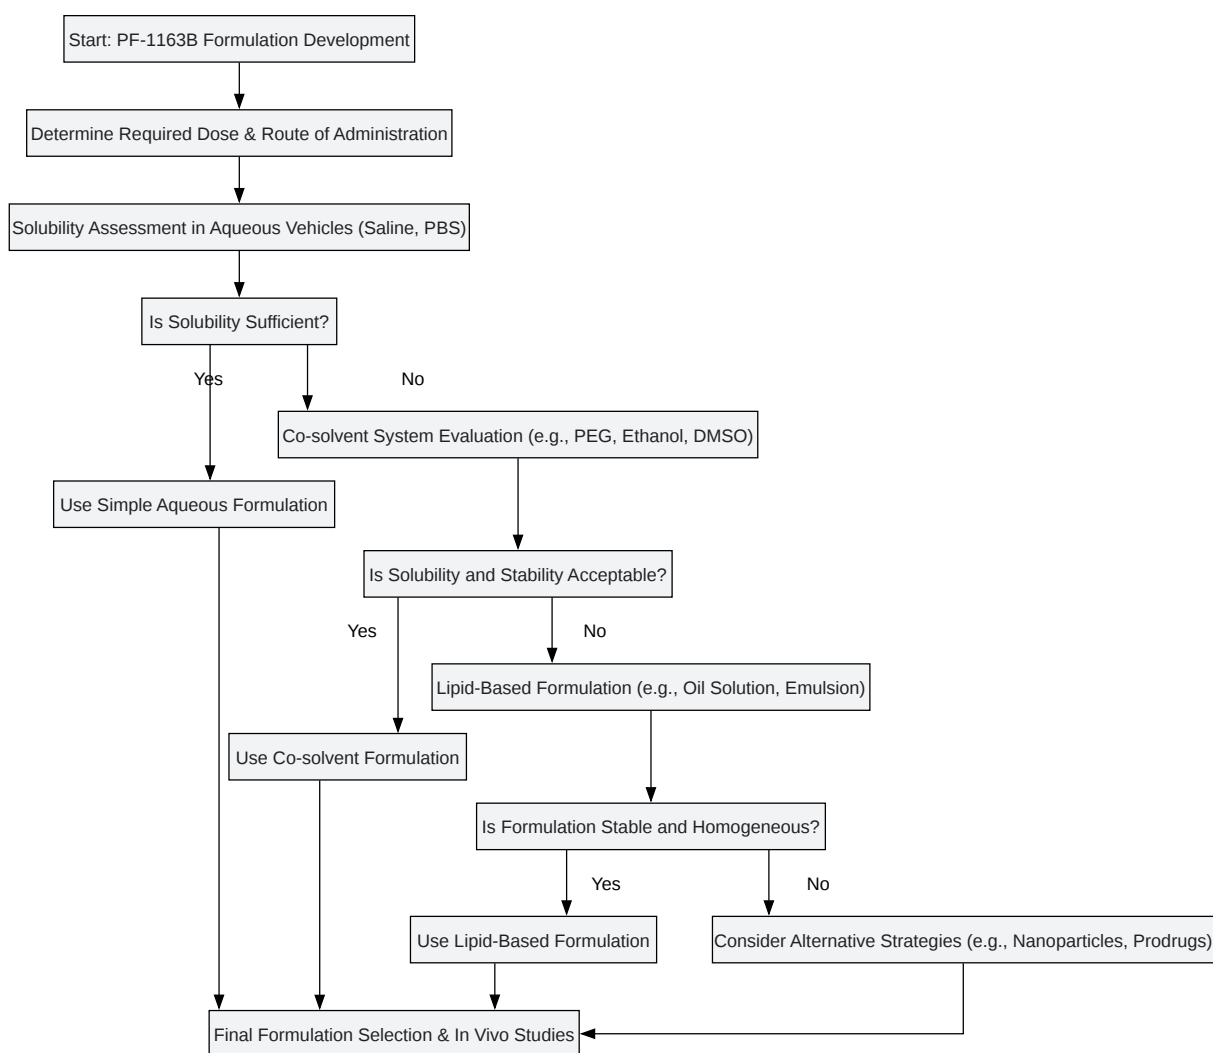 Start: PF-1163B Formulation Development
Determine Required Dose & Route of Administration
Solubility Assessment in Aqueous Vehicles (Saline, PBS)
Is Solubility Sufficient?
Yes
No
Co-solvent System Evaluation (e.g., PEG, Ethanol, DMSO)
Use Simple Aqueous Formulation
Is Solubility and Stability Acceptable?
Yes
No
Lipid-Based Formulation (e.g., Oil Solution, Emulsion)
Use Co-solvent Formulation
Is Formulation Stable and Homogeneous?
Yes
No
Use Lipid-Based Formulation
Consider Alternative Strategies (e.g., Nanoparticles, Prodrugs)
Final Formulation Selection & In Vivo Studies